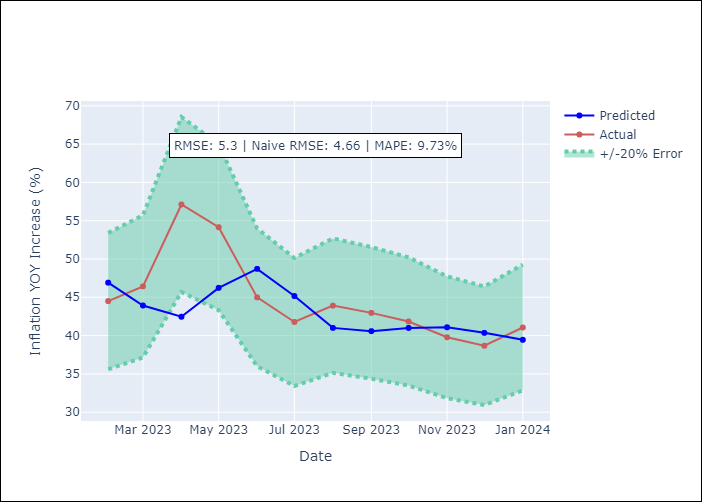 70
65
60
55
50
45
40
35
30
Inflation YOY Increase (%)
RMSE: 5.3 | Naive RMSE: 4.66 | MAPE: 9.73%
Mar 2023
May 2023
Jul 2023
Sep 2023
Nov 2023
Jan 2024
Date
Predicted
Actual
+/-20% Error